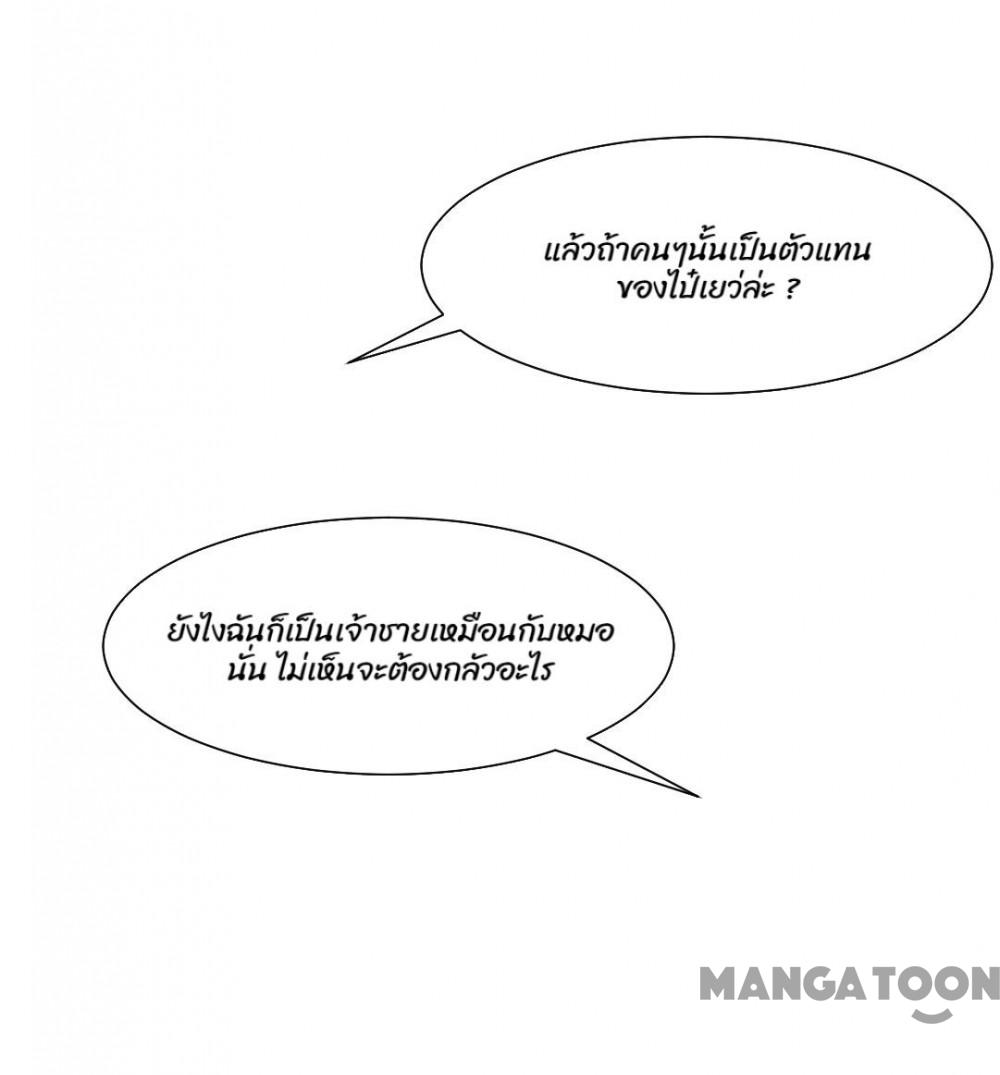 แล้วถ้าคนๆนั้นเป็นตัวแทน
ของไป๋เยว่ล่ะ ?
ยังไงฉันก็เป็นเจ้าชายเหมือนกับหมอ
นั่น ไม่เห็นจะต้องกลัวอะไร
MANGATOON